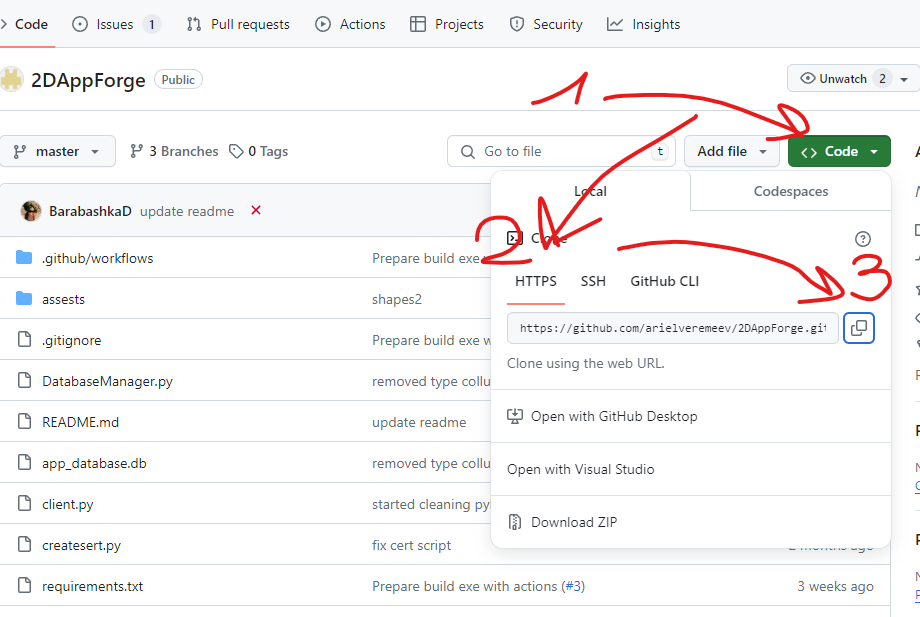 Code Issues 1 Pull requests Actions Projects Security Insights
2DAppForge Public Unwatch 2
1
master 3 Branches 0 Tags Go to file t Add file Code
Local Codespaces
BarabashkaD update readme
2 Clone
.github/workflows Prepare build exe
3
HTTPS SSH GitHub CLI
assests shapes2
https://github.com/arielveremeev/2DAppForge.git
.gitignore Prepare build exe w
Clone using the web URL.
DatabaseManager.py removed type collu
Open with GitHub Desktop
README.md update readme
app_database.db removed type collu
Open with Visual Studio
client.py started cleaning py
Download ZIP
createsert.py fix cert script 2 months ago
requirements.txt Prepare build exe with actions (#3) 3 weeks ago